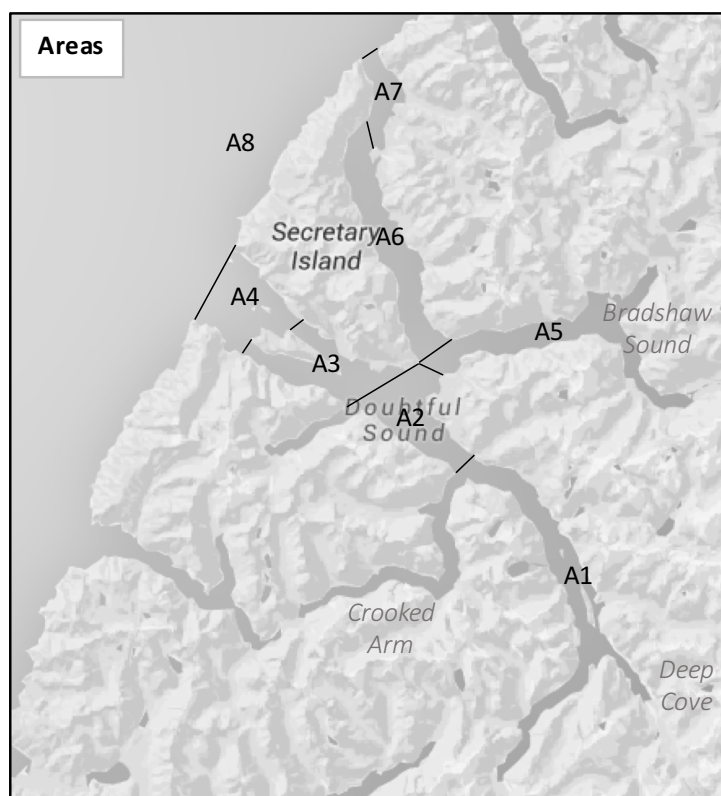 Areas
A7
A8
Secretary
Island
A6
A4
Bradshaw
Sound
A5
A3
Doubtful
Sound
A2
A1
Crooked
Arm
Deep
Cove